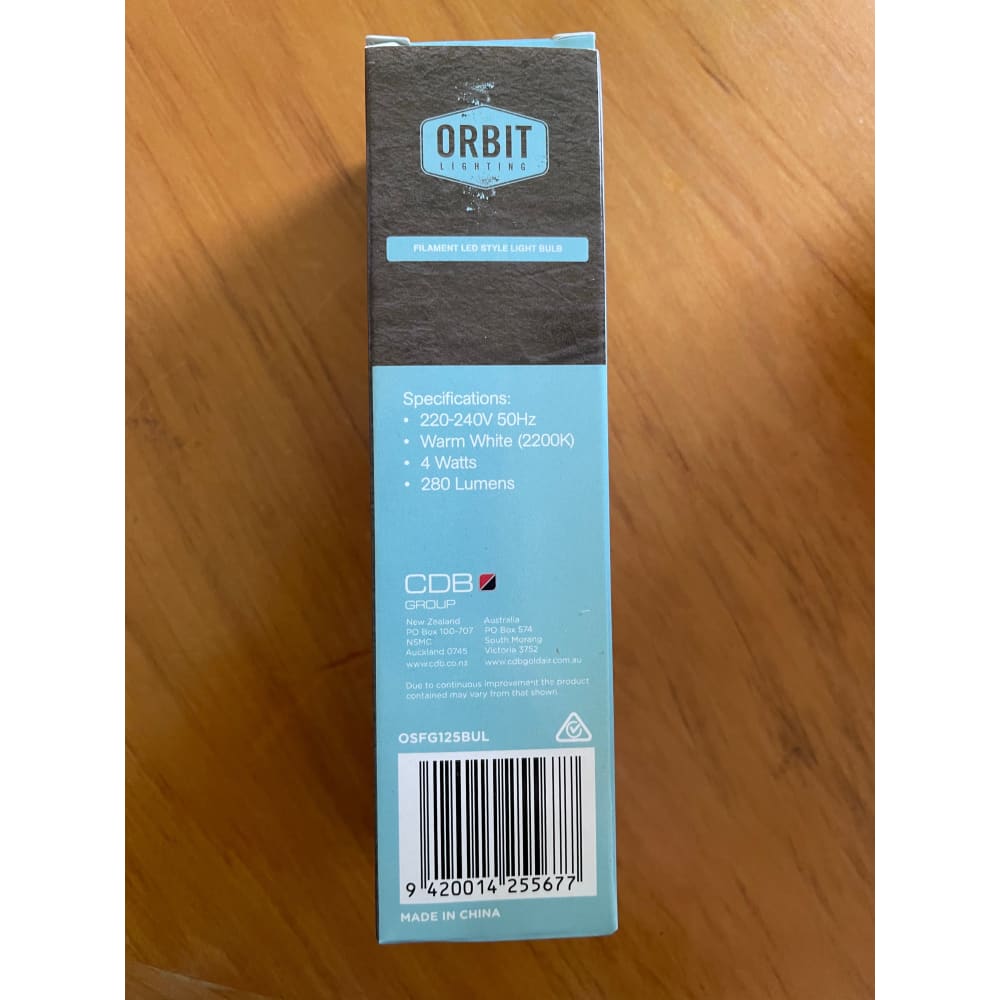 ORBIT
LIGHTING
FILAMENT LED STYLE LIGHT BULB
Specifications:
• 220-240V 50Hz
• Warm White (2200K)
• 4 Watts
• 280 Lumens
CDB
GROUP
New Zealand
PO Box 100-707
NSMC
Auckland 0745
www.cdb.co.nz
Australia
PO Box 574
South Morang
Victoria 3752
www.cdbgoldair.com.au
Due to continuous improvement the product
contained may vary from that shown
OSFG125BUL
9 420014 255677
MADE IN CHINA